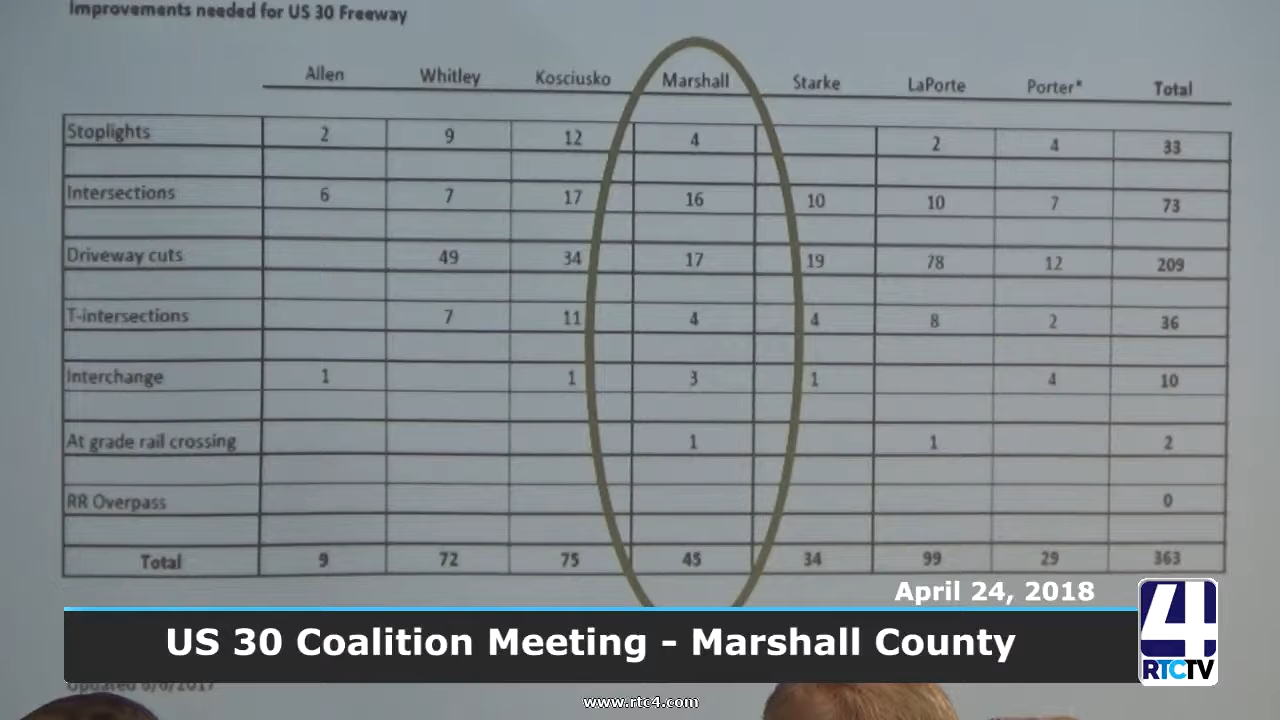 Improvements needed for US 30 Freeway
Allen Whitley Kosciusko Marshall Starke LaPorte Porter* Total
Stoplights 2 9 12 4 2 4 33
Intersections 6 7 17 16 10 10 7 73
Driveway cuts 49 34 17 19 78 12 209
T-intersections 7 11 4 4 8 2 36
Interchange 1 1 3 1 4 10
At grade rail crossing 1 1 2
RR Overpass 0
Total 9 72 75 45 34 99 29 363
April 24, 2018
US 30 Coalition Meeting - Marshall County
4
RTCTV
Updated 6/6/2017
www.rtc4.com